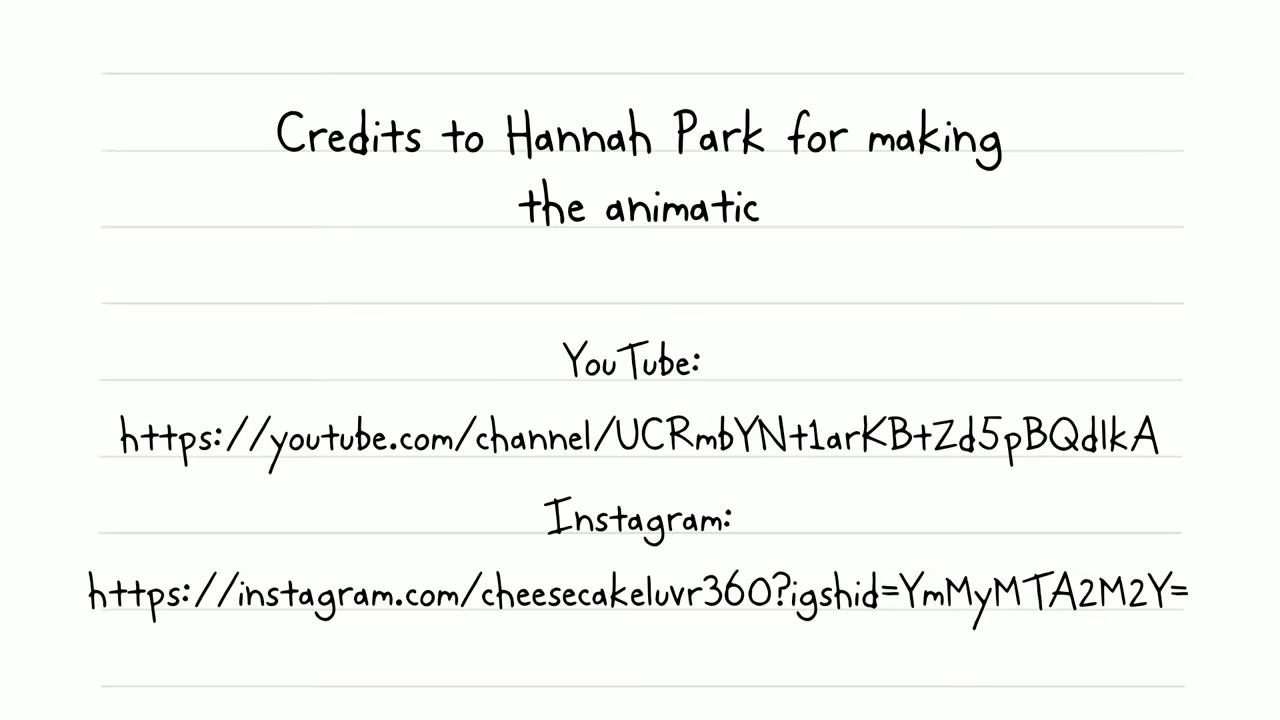 Credits to Hannah Park for making
the animatic
YouTube:
https://youtube.com/channel/UCRmbYNt1arKBtZd5pBQdlkA
Instagram:
https://instagram.com/cheesecakeluvr360?igshid=YmMyMTA2M2Y=